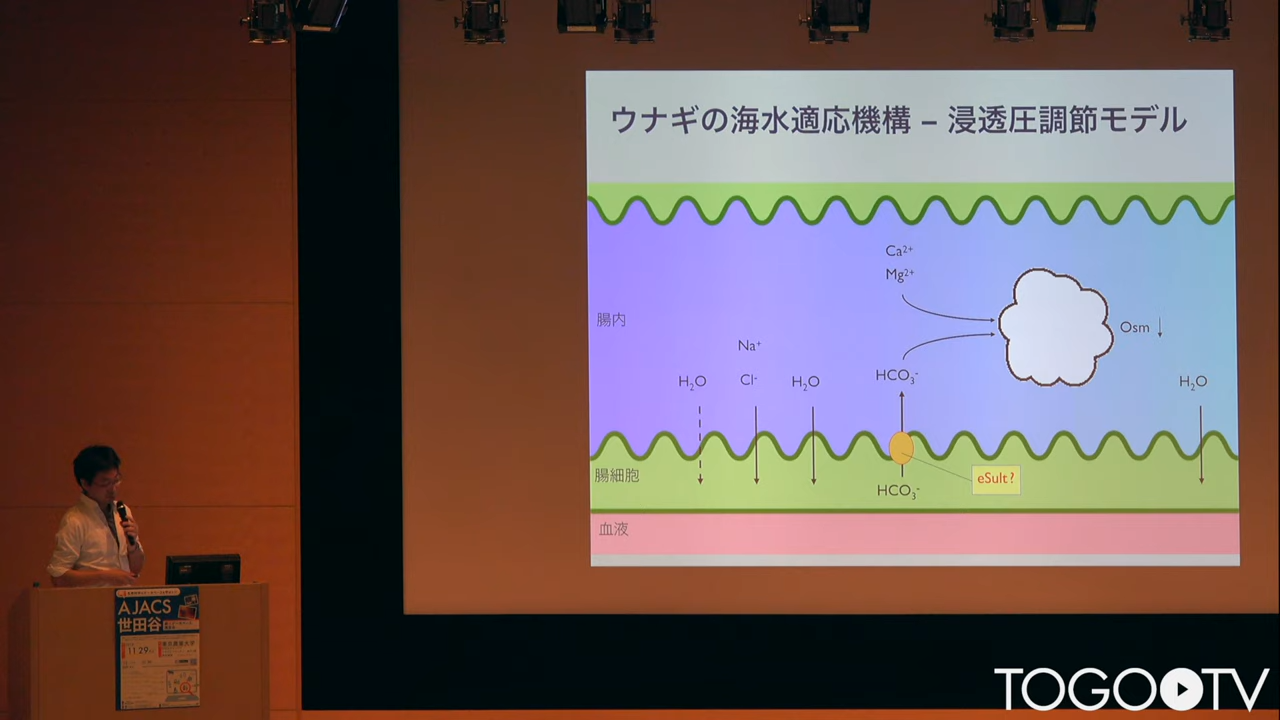 ウナギの海水適応機構 – 浸透圧調節モデル
Ca²⁺
Mg²⁺
腸内
Osm ↓
Na⁺
H₂O
Cl⁻
H₂O
HCO₃⁻
H₂O
腸細胞
eSult?
HCO₃⁻
血液
AJACS
世田谷
11.29
TOGOTV